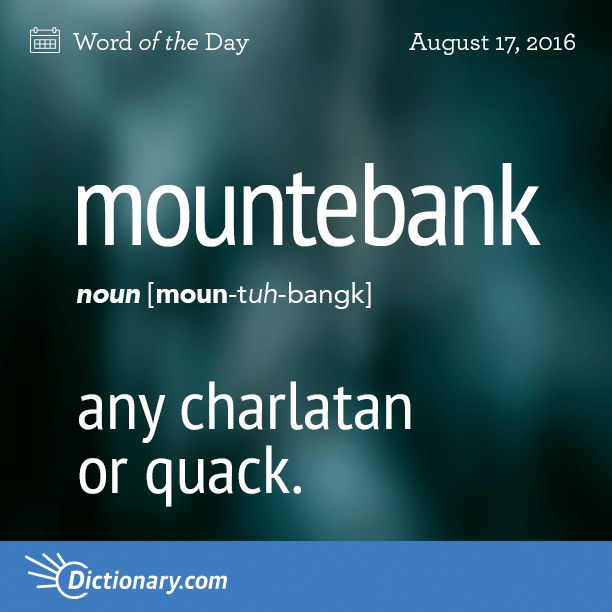 Word of the Day
August 17, 2016
mountebank
noun [moun-tuh-bangk]
any charlatan
or quack.
Dictionary.com